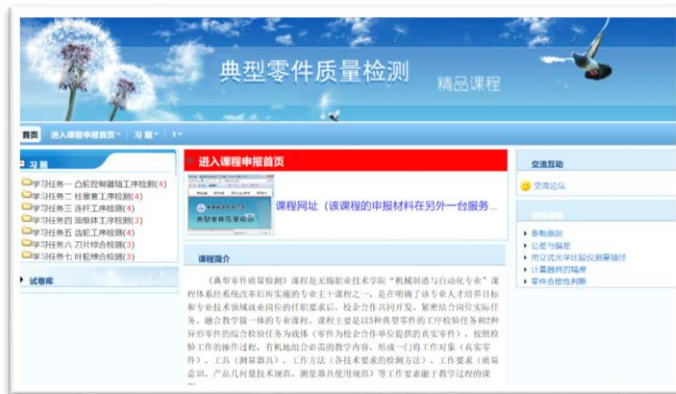 典型零件质量检测 精品课程
首页 进入课程申报首页 习题 1
习题
学习任务一 凸轮控制器轴工序检测(4)
学习任务二 柱塞套工序检测(4)
学习任务三 连杆工序检测(4)
学习任务四 泵型体工序检测(3)
学习任务五 齿轮工序检测(4)
学习任务六 刀片综合检测(3)
学习任务七 叶轮综合检测(3)
试卷库
进入课程申报首页
典型零件质量检测
课程网址（该课程的申报材料在另外一台服务...
课程简介
《典型零件质量检测》课程是无锡职业技术学院“机械制造与自动化专业”课
程体系经系统改革后所实施的专业主干课程之一，是在明确了该专业人才培养目标
和专业技术领域就业岗位的任职要求后，校企合作共同开发、紧密结合岗位实际任
务、融合教学做一体的专业课程。课程主要是以5种典型零件的工序检验任务和2种
异形零件的综合检验任务为载体（零件为校企合作单位提供的真实零件），按照检
验工作的操作过程，有机地组合必需的教学内容，形成一门将工作对象（真实零
件）、工具（测量器具）、工作方法（各技术要求的检测方法）、工作要求（质量
意识、产品几何量技术规范、测量器具使用规范）等工作要素融于教学过程的课
交流互动
交流论坛
泰勒原则
公差与偏差
用立式光学比较仪测量轴径
计量器具的精度
零件合格性判断